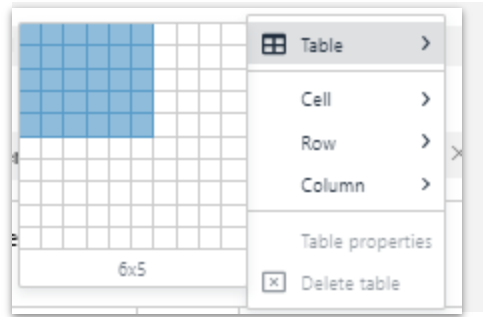 Table
Cell
Row
Column
6x5
Table properties
Delete table